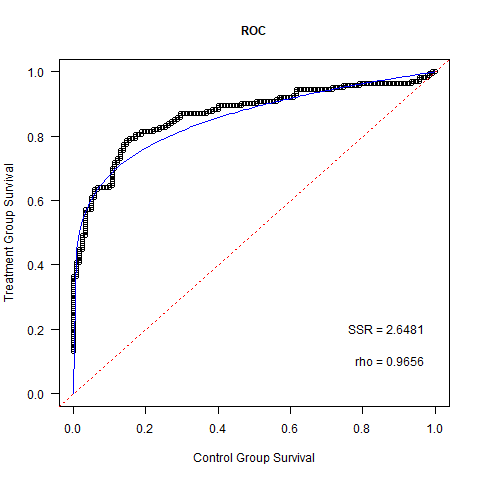 ROC
Treatment Group Survival
1.0
0.8
0.6
0.4
0.2
0.0
SSR = 2.6481
rho = 0.9656
0.0 0.2 0.4 0.6 0.8 1.0
Control Group Survival